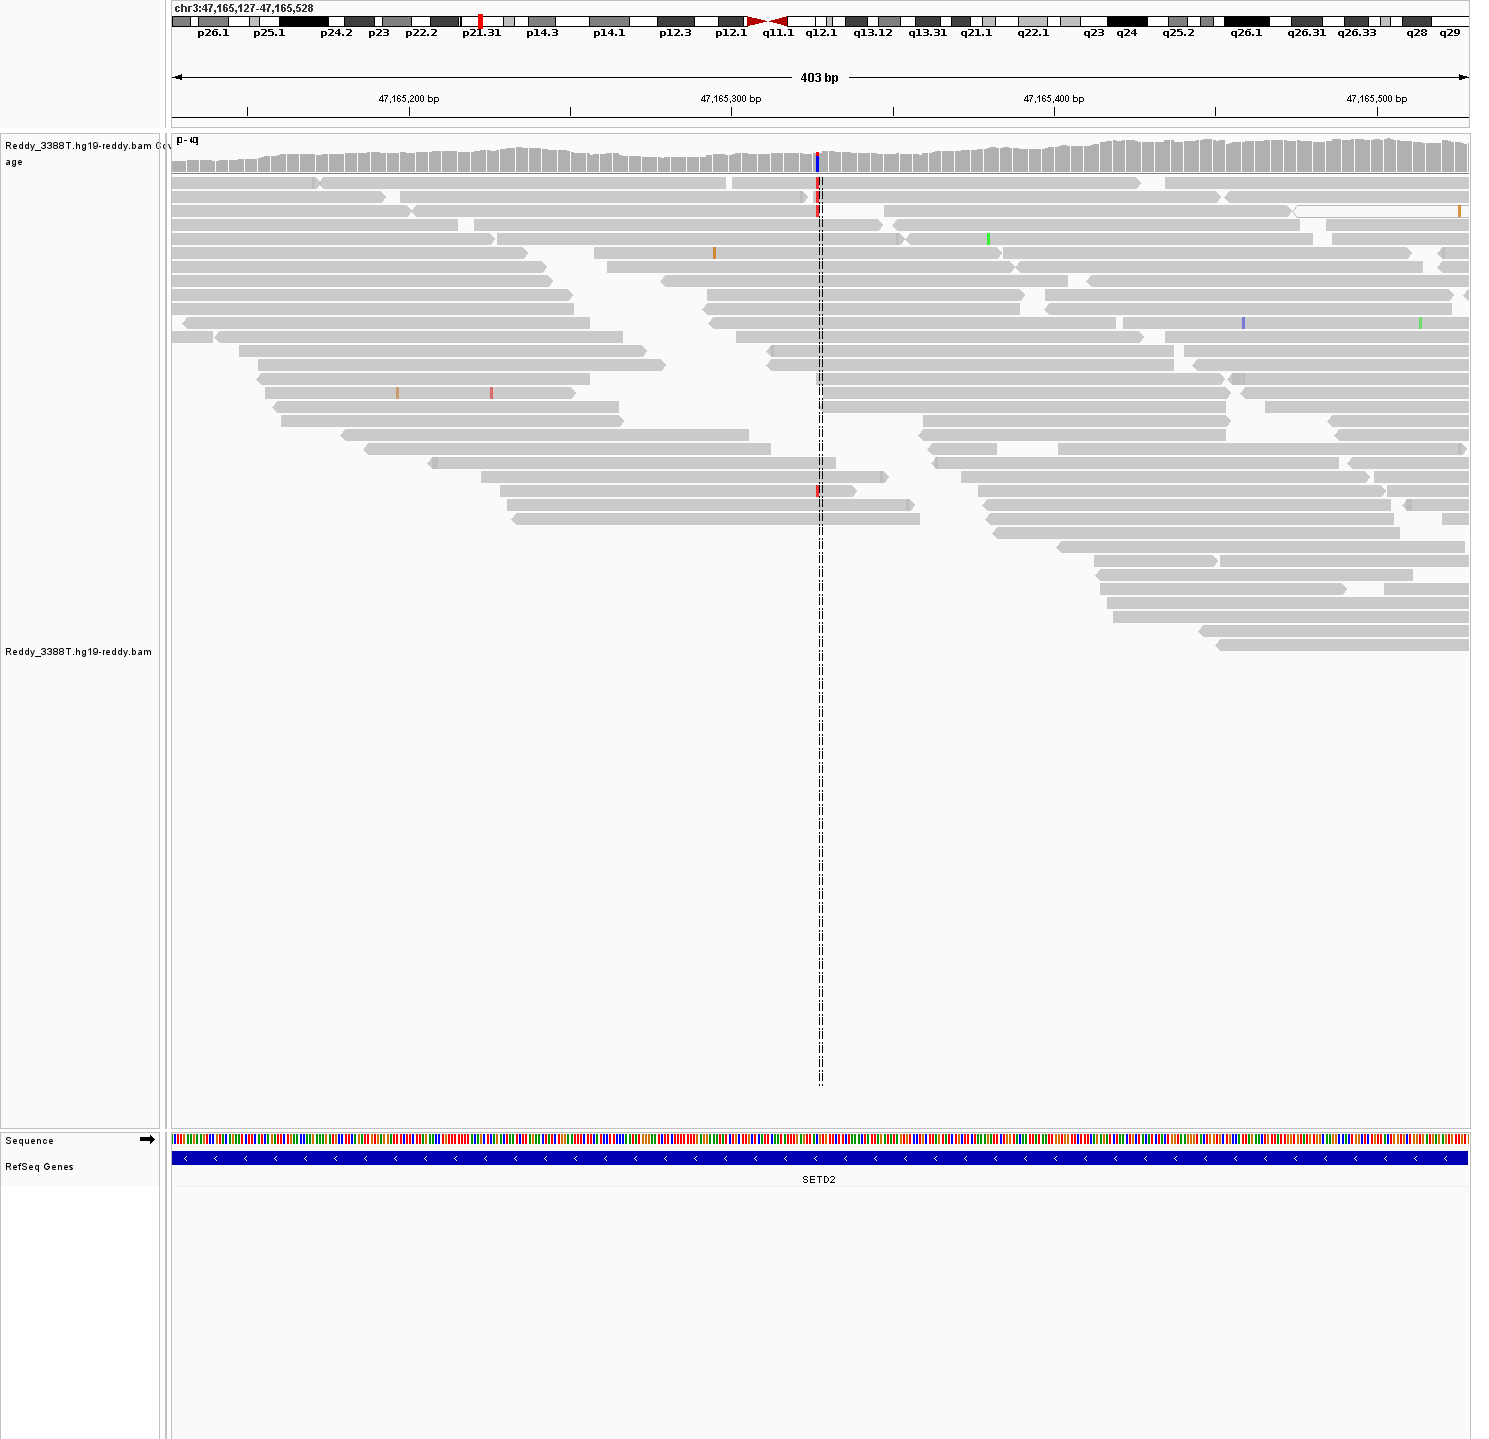 chr3:47,165,127-47,165,528
p26.1 p25.1 p24.2 p23 p22.2 p21.31 p14.3 p14.1 p12.3 p12.1 q11.1 q12.1 q13.12 q13.31 q21.1 q22.1 q23 q24 q25.2 q26.1 q26.31 q26.33 q28 q29
403 bp
47,165,200 bp 47,165,300 bp 47,165,400 bp 47,165,500 bp
Reddy_3388T.hg19-reddy.bam Cov
age
Reddy_3388T.hg19-reddy.bam
Sequence
RefSeq Genes
SETD2